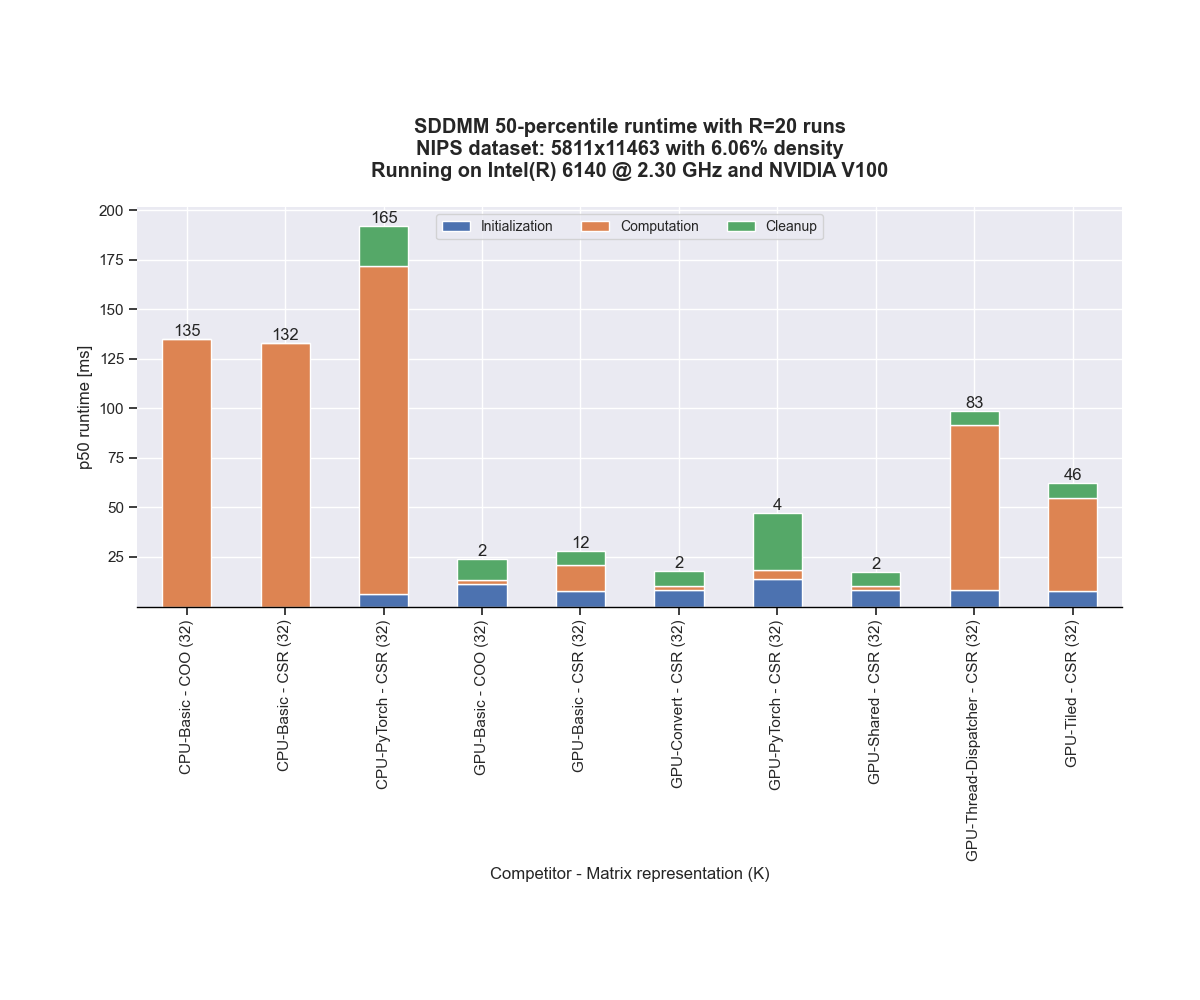 SDDMM 50-percentile runtime with R=20 runs
NIPS dataset: 5811x11463 with 6.06% density
Running on Intel(R) 6140 @ 2.30 GHz and NVIDIA V100
Initialization
Computation
Cleanup
p50 runtime [ms]
200
175
150
125
100
75
50
25
135
132
165
2
12
2
4
2
83
46
CPU-Basic - COO (32)
CPU-Basic - CSR (32)
CPU-PyTorch - CSR (32)
GPU-Basic - COO (32)
GPU-Basic - CSR (32)
GPU-Convert - CSR (32)
GPU-PyTorch - CSR (32)
GPU-Shared - CSR (32)
GPU-Thread-Dispatcher - CSR (32)
GPU-Tiled - CSR (32)
Competitor - Matrix representation (K)